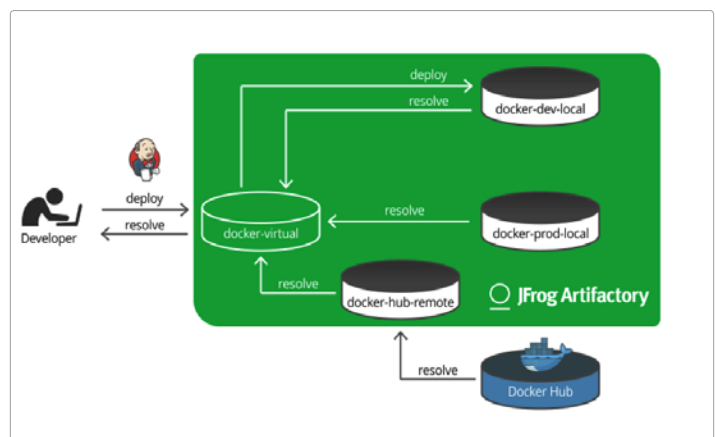 deploy
resolve
docker-dev-local
deploy
resolve
Developer
docker-virtual
resolve
docker-prod-local
resolve
docker-hub-remote
JFrog Artifactory
resolve
Docker Hub